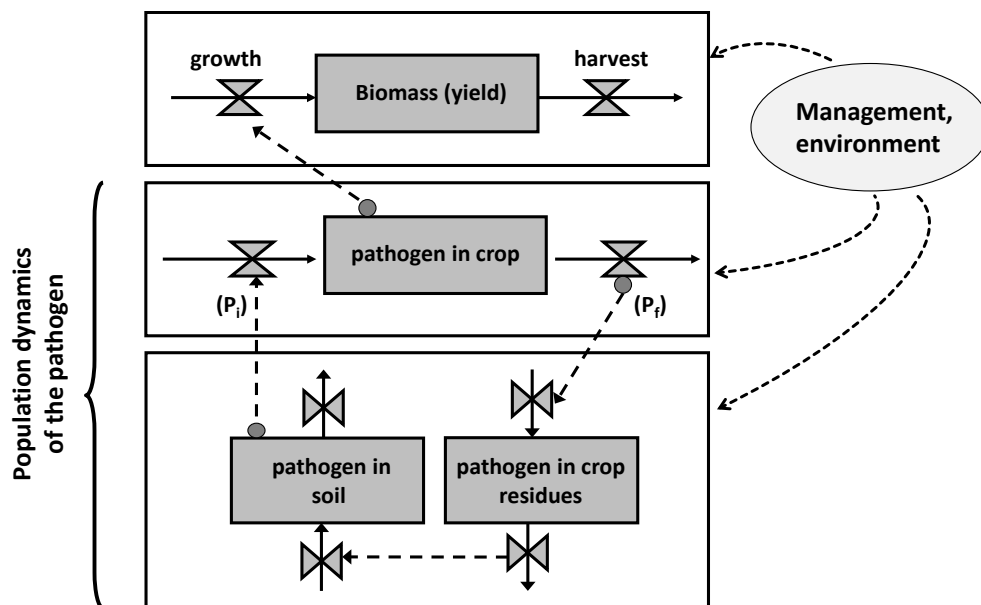 growth
harvest
Biomass (yield)
Management,
environment
Population dynamics
of the pathogen
pathogen in crop
(Pi)
(Pf)
pathogen in
soil
pathogen in crop
residues